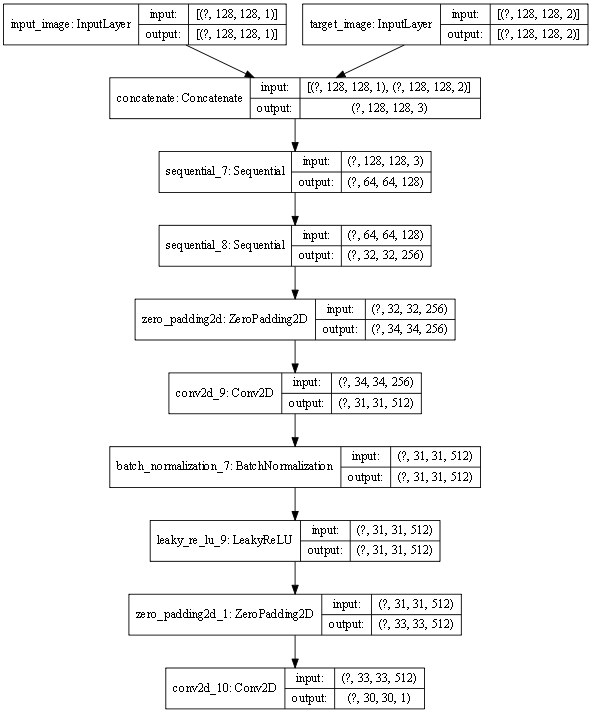 input_image: InputLayer
input:
[(?, 128, 128, 1)]
output:
[(?, 128, 128, 1)]
target_image: InputLayer
input:
[(?, 128, 128, 2)]
output:
[(?, 128, 128, 2)]
concatenate: Concatenate
input:
[(?, 128, 128, 1), (?, 128, 128, 2)]
output:
(?, 128, 128, 3)
sequential_7: Sequential
input:
(?, 128, 128, 3)
output:
(?, 64, 64, 128)
sequential_8: Sequential
input:
(?, 64, 64, 128)
output:
(?, 32, 32, 256)
zero_padding2d: ZeroPadding2D
input:
(?, 32, 32, 256)
output:
(?, 34, 34, 256)
conv2d_9: Conv2D
input:
(?, 34, 34, 256)
output:
(?, 31, 31, 512)
batch_normalization_7: BatchNormalization
input:
(?, 31, 31, 512)
output:
(?, 31, 31, 512)
leaky_re_lu_9: LeakyReLU
input:
(?, 31, 31, 512)
output:
(?, 31, 31, 512)
zero_padding2d_1: ZeroPadding2D
input:
(?, 31, 31, 512)
output:
(?, 33, 33, 512)
conv2d_10: Conv2D
input:
(?, 33, 33, 512)
output:
(?, 30, 30, 1)